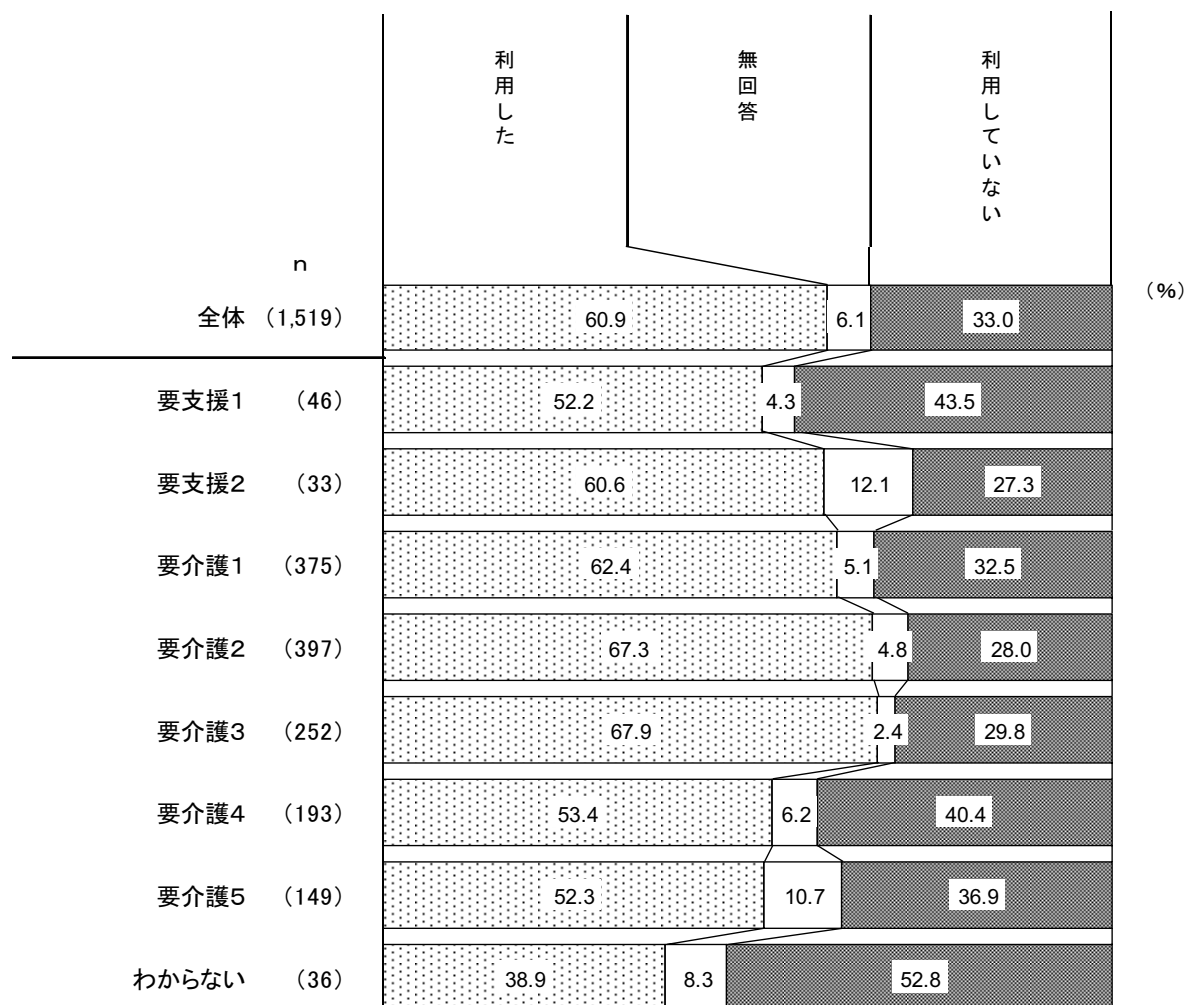 利用した
無回答
利用していない
n
(%)
全体 (1,519) 60.9 6.1 33.0
要支援1 (46) 52.2 4.3 43.5
要支援2 (33) 60.6 12.1 27.3
要介護1 (375) 62.4 5.1 32.5
要介護2 (397) 67.3 4.8 28.0
要介護3 (252) 67.9 2.4 29.8
要介護4 (193) 53.4 6.2 40.4
要介護5 (149) 52.3 10.7 36.9
わからない (36) 38.9 8.3 52.8